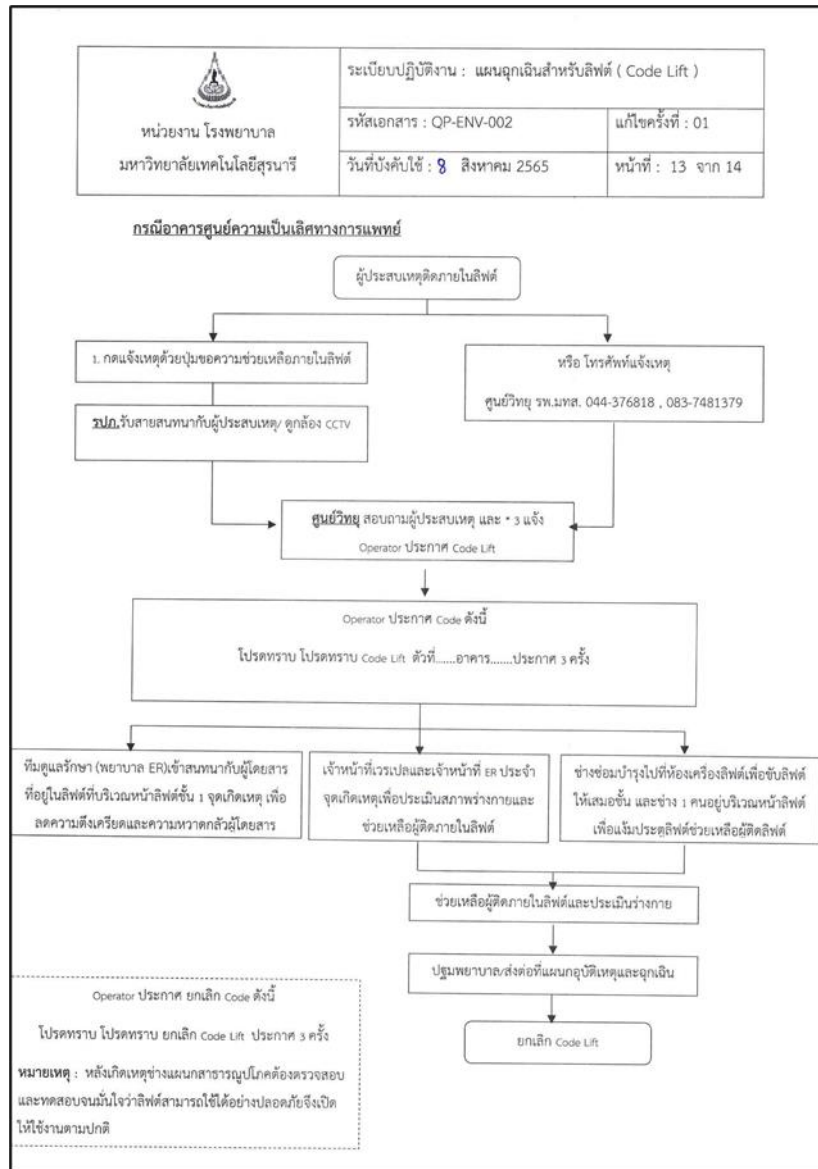 หน่วยงาน โรงพยาบาล
มหาวิทยาลัยเทคโนโลยีสุรนารี
ระเบียบปฏิบัติงาน : แผนฉุกเฉินสำหรับลิฟต์ ( Code Lift )
รหัสเอกสาร : QP-ENV-002
แก้ไขครั้งที่ : 01
วันที่บังคับใช้ : 8 สิงหาคม 2565
หน้าที่ : 13 จาก 14
กรณีอาคารศูนย์ความเป็นเลิศทางการแพทย์
ผู้ประสบเหตุติดภายในลิฟต์
1. กดแจ้งเหตุด้วยปุ่มขอความช่วยเหลือภายในลิฟต์
หรือ โทรศัพท์แจ้งเหตุ
ศูนย์วิทยุ รพ.มทส. 044-376818 , 083-7481379
รปภ.รับสายสนทนากับผู้ประสบเหตุ/ ดูกล้อง CCTV
ศูนย์วิทยุ สอบถามผู้ประสบเหตุ และ * 3 แจ้ง
Operator ประกาศ Code Lift
Operator ประกาศ Code ดังนี้
โปรดทราบ โปรดทราบ Code Lift ตัวที่.......อาคาร.......ประกาศ 3 ครั้ง
ทีมดูแลรักษา (พยาบาล ER)เข้าสนทนากับผู้โดยสาร
ที่อยู่ในลิฟต์ที่บริเวณหน้าลิฟต์ชั้น 1 จุดเกิดเหตุ เพื่อ
ลดความตึงเครียดและความหวาดกลัวผู้โดยสาร
เจ้าหน้าที่เวรเปลและเจ้าหน้าที่ ER ประจำ
จุดเกิดเหตุเพื่อประเมินสภาพร่างกายและ
ช่วยเหลือผู้ติดภายในลิฟต์
ช่างซ่อมบำรุงไปที่ห้องเครื่องลิฟต์เพื่อขับลิฟต์
ให้เสมอชั้น และช่าง 1 คนอยู่บริเวณหน้าลิฟต์
เพื่อแง้มประตูลิฟต์ช่วยเหลือผู้ติดลิฟต์
ช่วยเหลือผู้ติดภายในลิฟต์และประเมินร่างกาย
ปฐมพยาบาล/ส่งต่อที่แผนกอุบัติเหตุและฉุกเฉิน
ยกเลิก Code Lift
Operator ประกาศ ยกเลิก Code ดังนี้
โปรดทราบ โปรดทราบ ยกเลิก Code Lift ประกาศ 3 ครั้ง
หมายเหตุ : หลังเกิดเหตุช่างแผนกสาธารณูปโภคต้องตรวจสอบ
และทดสอบจนมั่นใจว่าลิฟต์สามารถใช้ได้อย่างปลอดภัยจึงเปิด
ให้ใช้งานตามปกติ